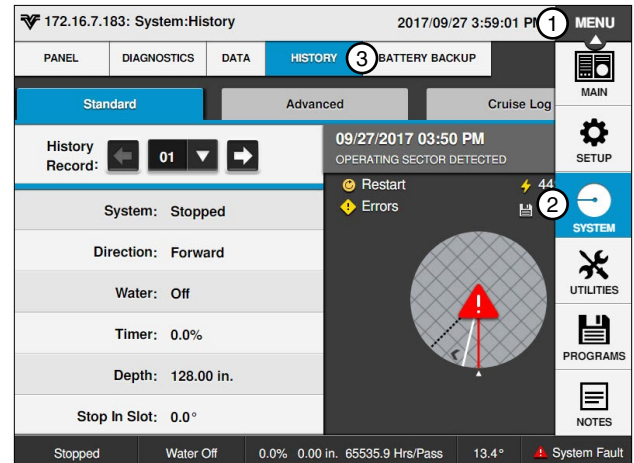 172.16.7.183: System:History 2017/09/27 3:59:01 PM 1 MENU
PANEL DIAGNOSTICS DATA HISTORY 3 BATTERY BACKUP
MAIN
Standard Advanced Cruise Log
History Record: 01
09/27/2017 03:50 PM
OPERATING SECTOR DETECTED
SETUP
Restart 44
Errors
2
SYSTEM
System: Stopped
Direction: Forward
Water: Off
Timer: 0.0%
Depth: 128.00 in.
Stop In Slot: 0.0°
UTILITIES
PROGRAMS
NOTES
Stopped Water Off 0.0% 0.00 in. 65535.9 Hrs/Pass 13.4° System Fault